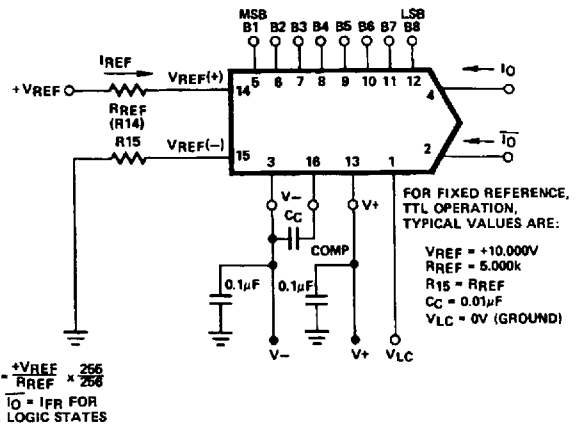 MSB LSB
B1 B2 B3 B4 B5 B6 B7 B8
5 6 7 8 9 10 11 12
IREF
+VREF
VREF(+)
14
RREF
(R14)
R15
VREF(−)
15
4
IO
2
IO
3 16 13 1
V−
CC
V+
COMP
0.1µF
0.1µF
V−
V+
VLC
FOR FIXED REFERENCE,
TTL OPERATION,
TYPICAL VALUES ARE:
VREF = +10.000V
RREF = 5.000k
R15 = RREF
CC = 0.01µF
VLC = 0V (GROUND)
= +VREF / RREF × 255 / 256
IO = IFR FOR
LOGIC STATES